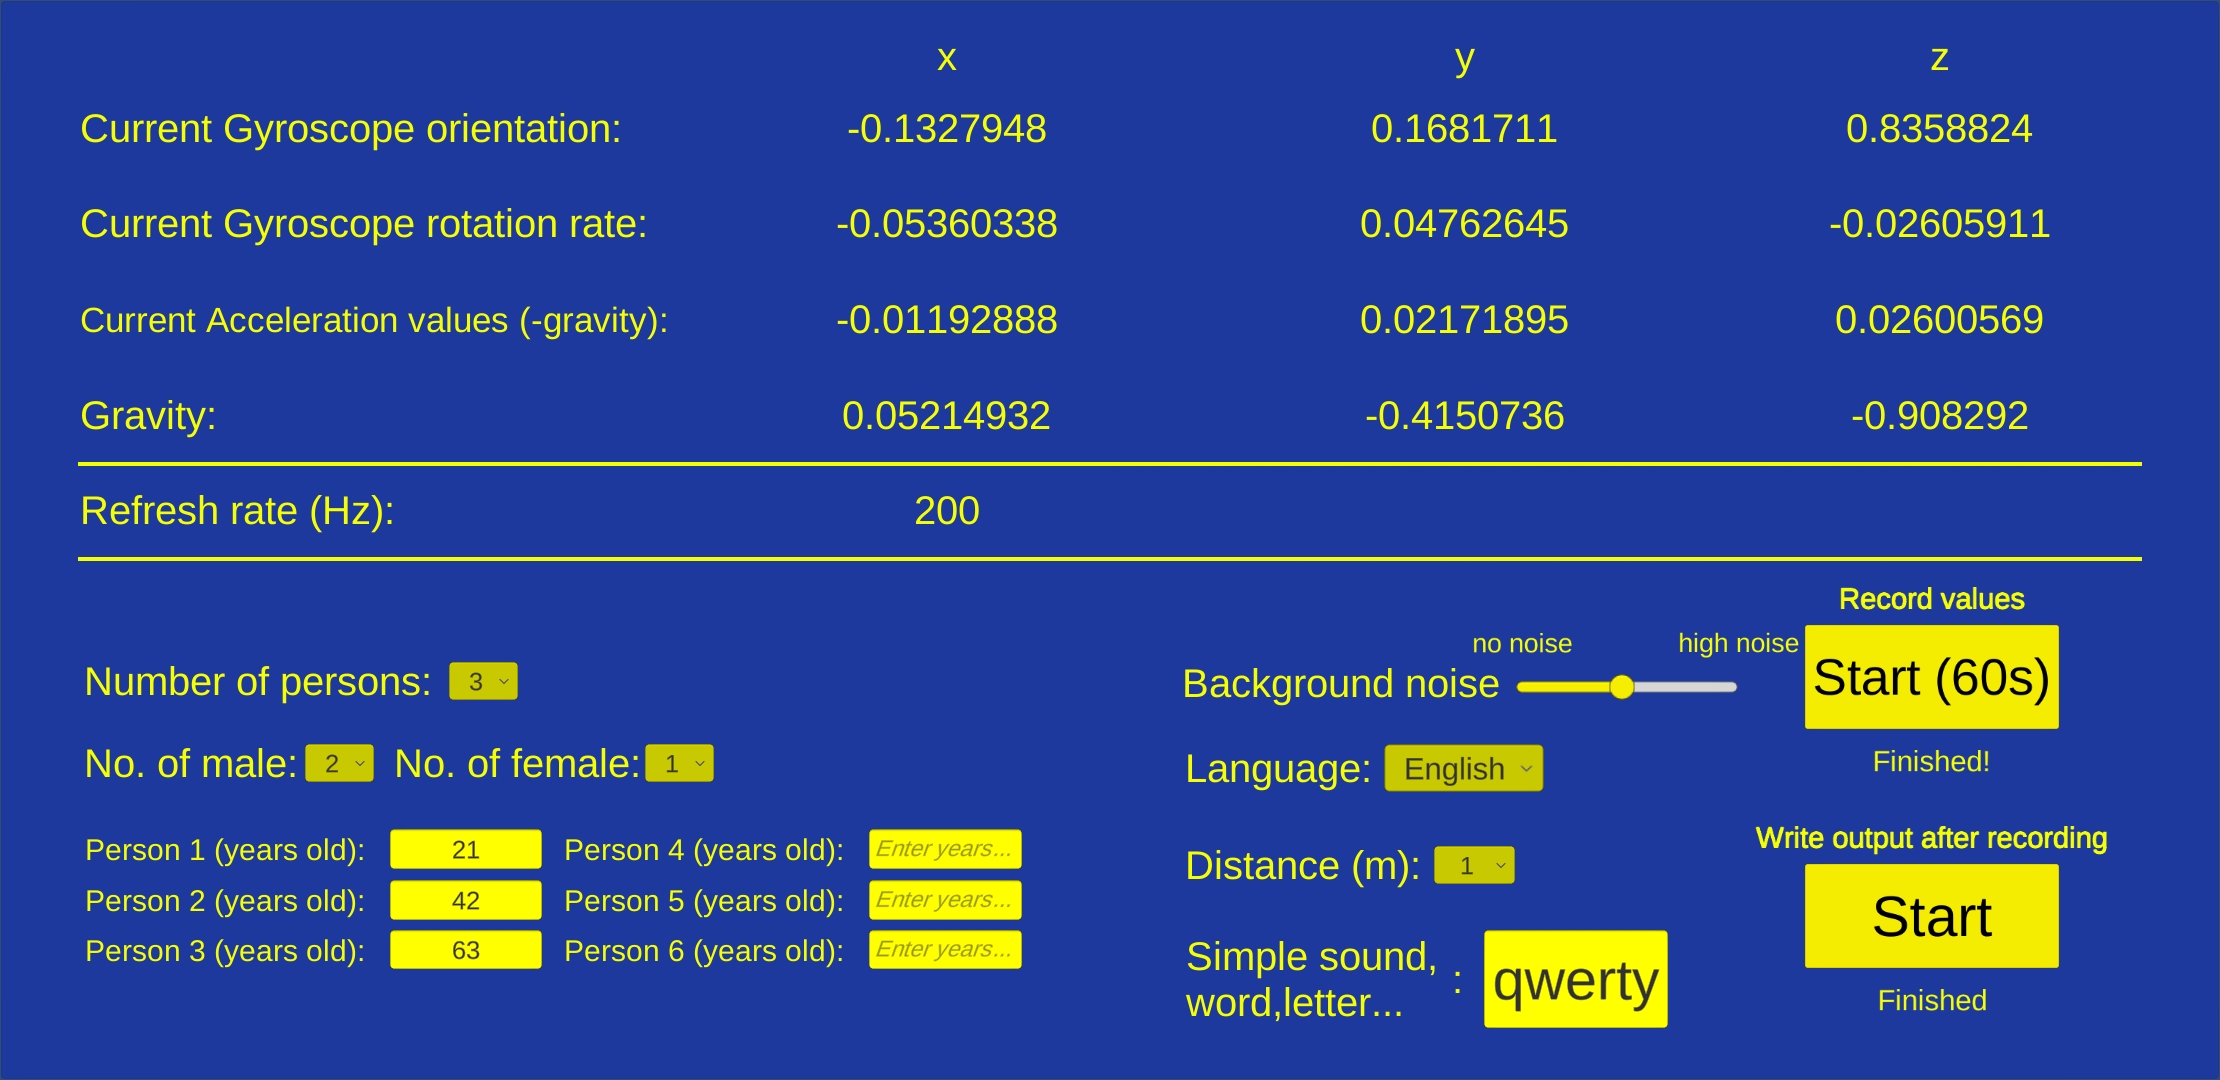 x y z
Current Gyroscope orientation: -0.1327948 0.1681711 0.8358824
Current Gyroscope rotation rate: -0.05360338 0.04762645 -0.02605911
Current Acceleration values (-gravity): -0.01192888 0.02171895 0.02600569
Gravity: 0.05214932 -0.4150736 -0.908292
Refresh rate (Hz): 200
Number of persons: 3
No. of male: 2 No. of female: 1
Person 1 (years old): 21 Person 4 (years old): Enter years...
Person 2 (years old): 42 Person 5 (years old): Enter years...
Person 3 (years old): 63 Person 6 (years old): Enter years...
no noise high noise
Background noise
Language: English
Distance (m): 1
Simple sound,
word,letter... : qwerty
Record values
Start (60s)
Finished!
Write output after recording
Start
Finished